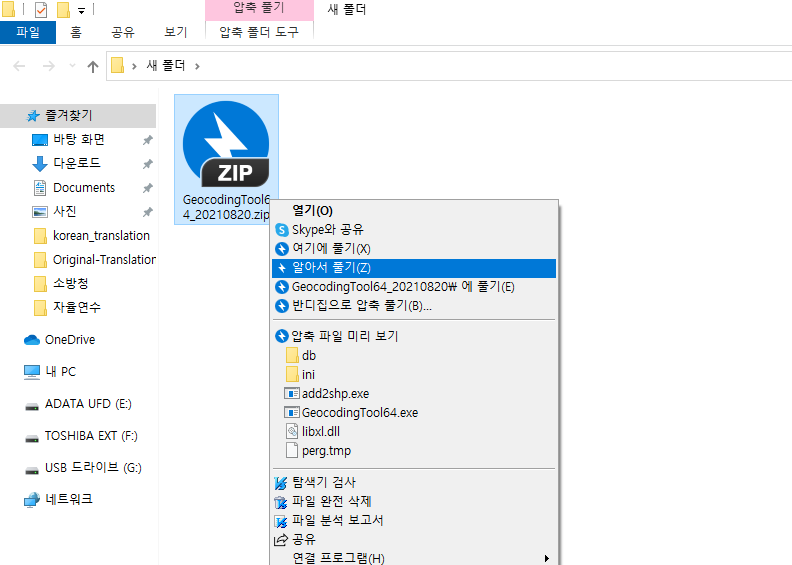 압축 풀기
새 폴더
파일
홈
공유
보기
압축 폴더 도구
새 폴더
즐겨찾기
바탕 화면
다운로드
Documents
사진
korean_translation
Original-Translation
소방청
자율연수
OneDrive
내 PC
ADATA UFD (E:)
TOSHIBA EXT (F:)
USB 드라이브 (G:)
네트워크
ZIP
GeocodingTool6
4_20210820.zip
열기(O)
Skype와 공유
여기에 풀기(X)
알아서 풀기(Z)
GeocodingTool64_20210820₩ 에 풀기(E)
반디집으로 압축 풀기(B)...
압축 파일 미리 보기
db
ini
add2shp.exe
GeocodingTool64.exe
libxl.dll
perg.tmp
탐색기 검사
파일 완전 삭제
파일 분석 보고서
공유
연결 프로그램(H)